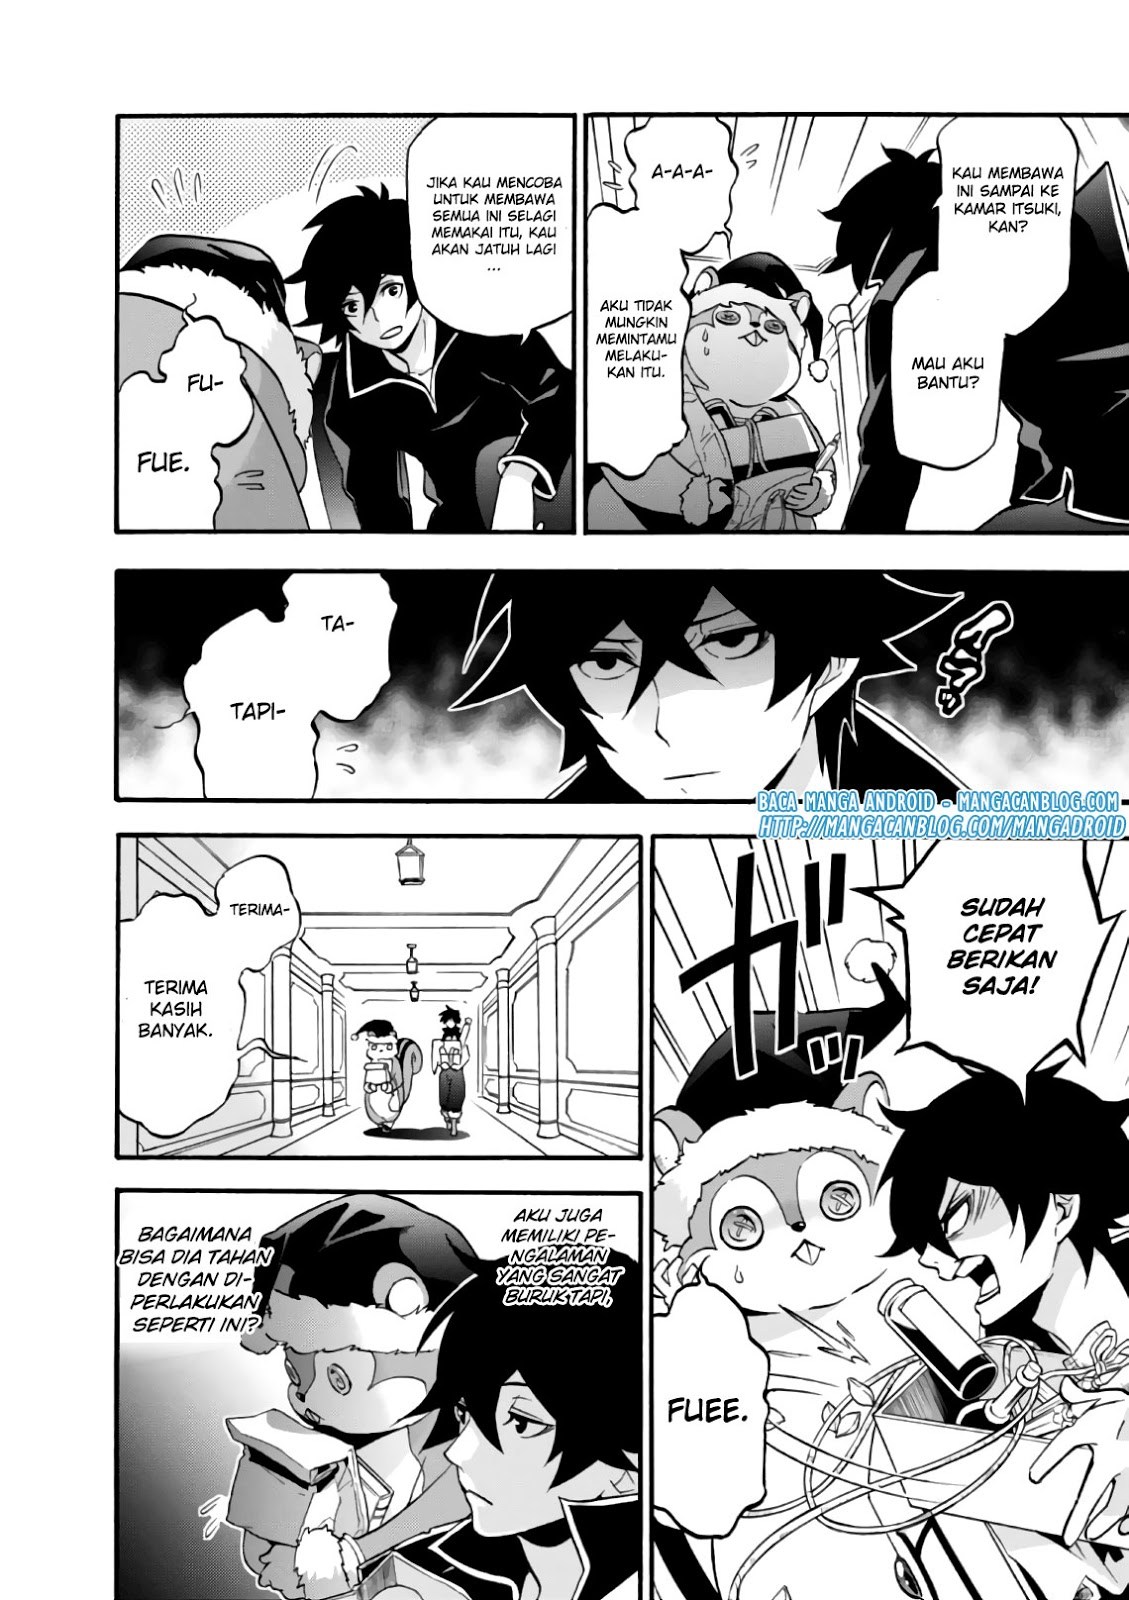 KAU MEMBAWA
INI SAMPAI KE
KAMAR ITSUKI,
KAN?
MAU AKU
BANTU?
A-A-A-
AKU TIDAK
MUNGKIN
MEMINTAMU
MELAKU-
KAN ITU.
JIKA KAU MENCOBA
UNTUK MEMBAWA
SEMUA INI SELAGI
MEMAKAI ITU, KAU
AKAN JATUH LAGI
...
FU-
FUE.
TA-
TAPI-
BACA MANGA ANDROID - MANGACANBLOG.COM
HTTP://MANGACANBLOG.COM/MANGADROID
SUDAH
CEPAT
BERIKAN
SAJA!
ガッ
FUEE.
TERIMA-
TERIMA
KASIH
BANYAK.
AKU JUGA
MEMILIKI PE-
NGALAMAN
YANG SANGAT
BURUK TAPI,
BAGAIMANA
BISA DIA TAHAN
DENGAN DI-
PERLAKUKAN
SEPERTI INI?